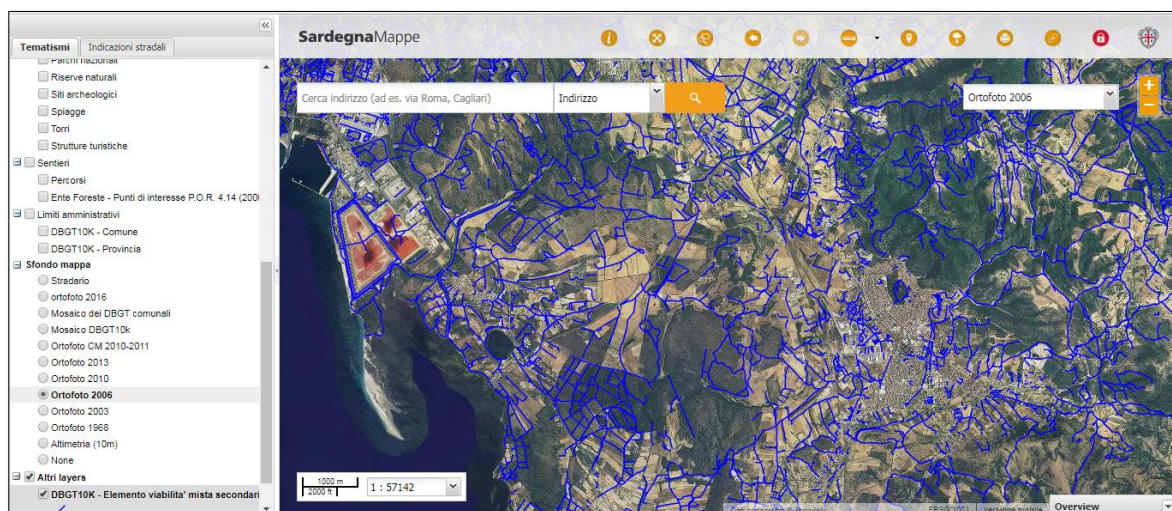 Tematismi
Indicazioni stradali
Parchi nazionali
Riserve naturali
Siti archeologici
Spiagge
Torri
Strutture turistiche
Sentieri
Percorsi
Ente Foreste - Punti di interesse P.O.R. 4.14 (200
Limiti amministrativi
DBGT10K - Comune
DBGT10K - Provincia
Sfondo mappa
Stradario
ortofoto 2016
Mosaico dei DBGT comunali
Mosaico DBGT10k
Ortofoto CM 2010-2011
Ortofoto 2013
Ortofoto 2010
Ortofoto 2006
Ortofoto 2003
Ortofoto 1968
Altimetria (10m)
None
Altri layers
DBGT10K - Elemento viabilita' mista secondari
SardegnaMappe
Cerca indirizzo (ad es. via Roma, Cagliari)
Indirizzo
Ortofoto 2006
+
−
1000 m
2000 ft
1 : 57142
versione mobile
Overview